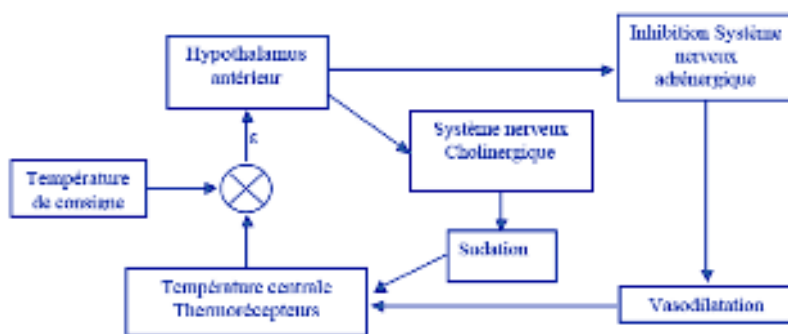 Hypothalamus
antérieur
Inhibition Système
nerveux
adrénergique
Système nerveux
Cholinergique
ε
Température
de consigne
Sudation
Température centrale
Thermorécepteurs
Vasodilatation